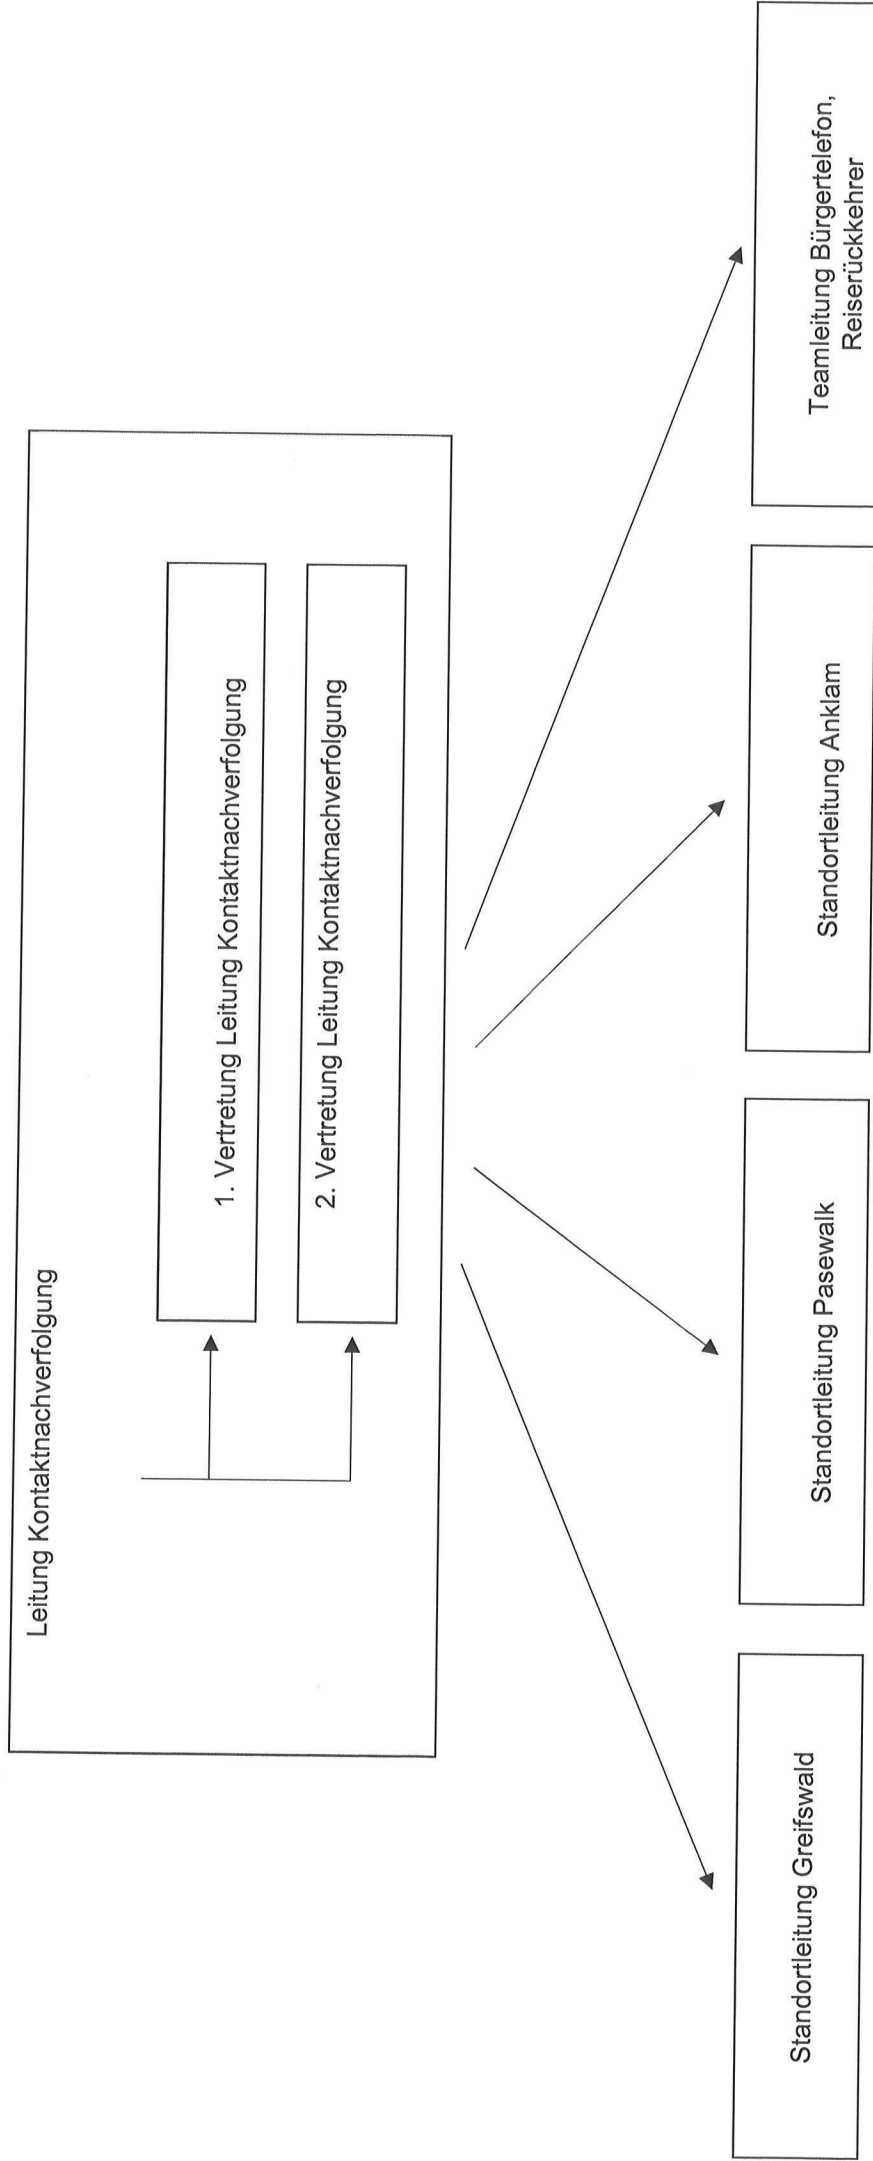 Leitung Kontaktnachverfolgung
1. Vertretung Leitung Kontaktnachverfolgung
2. Vertretung Leitung Kontaktnachverfolgung
Standortleitung Greifswald
Standortleitung Pasewalk
Standortleitung Anklam
Teamleitung Bürgertelefon,
Reiserückkehrer